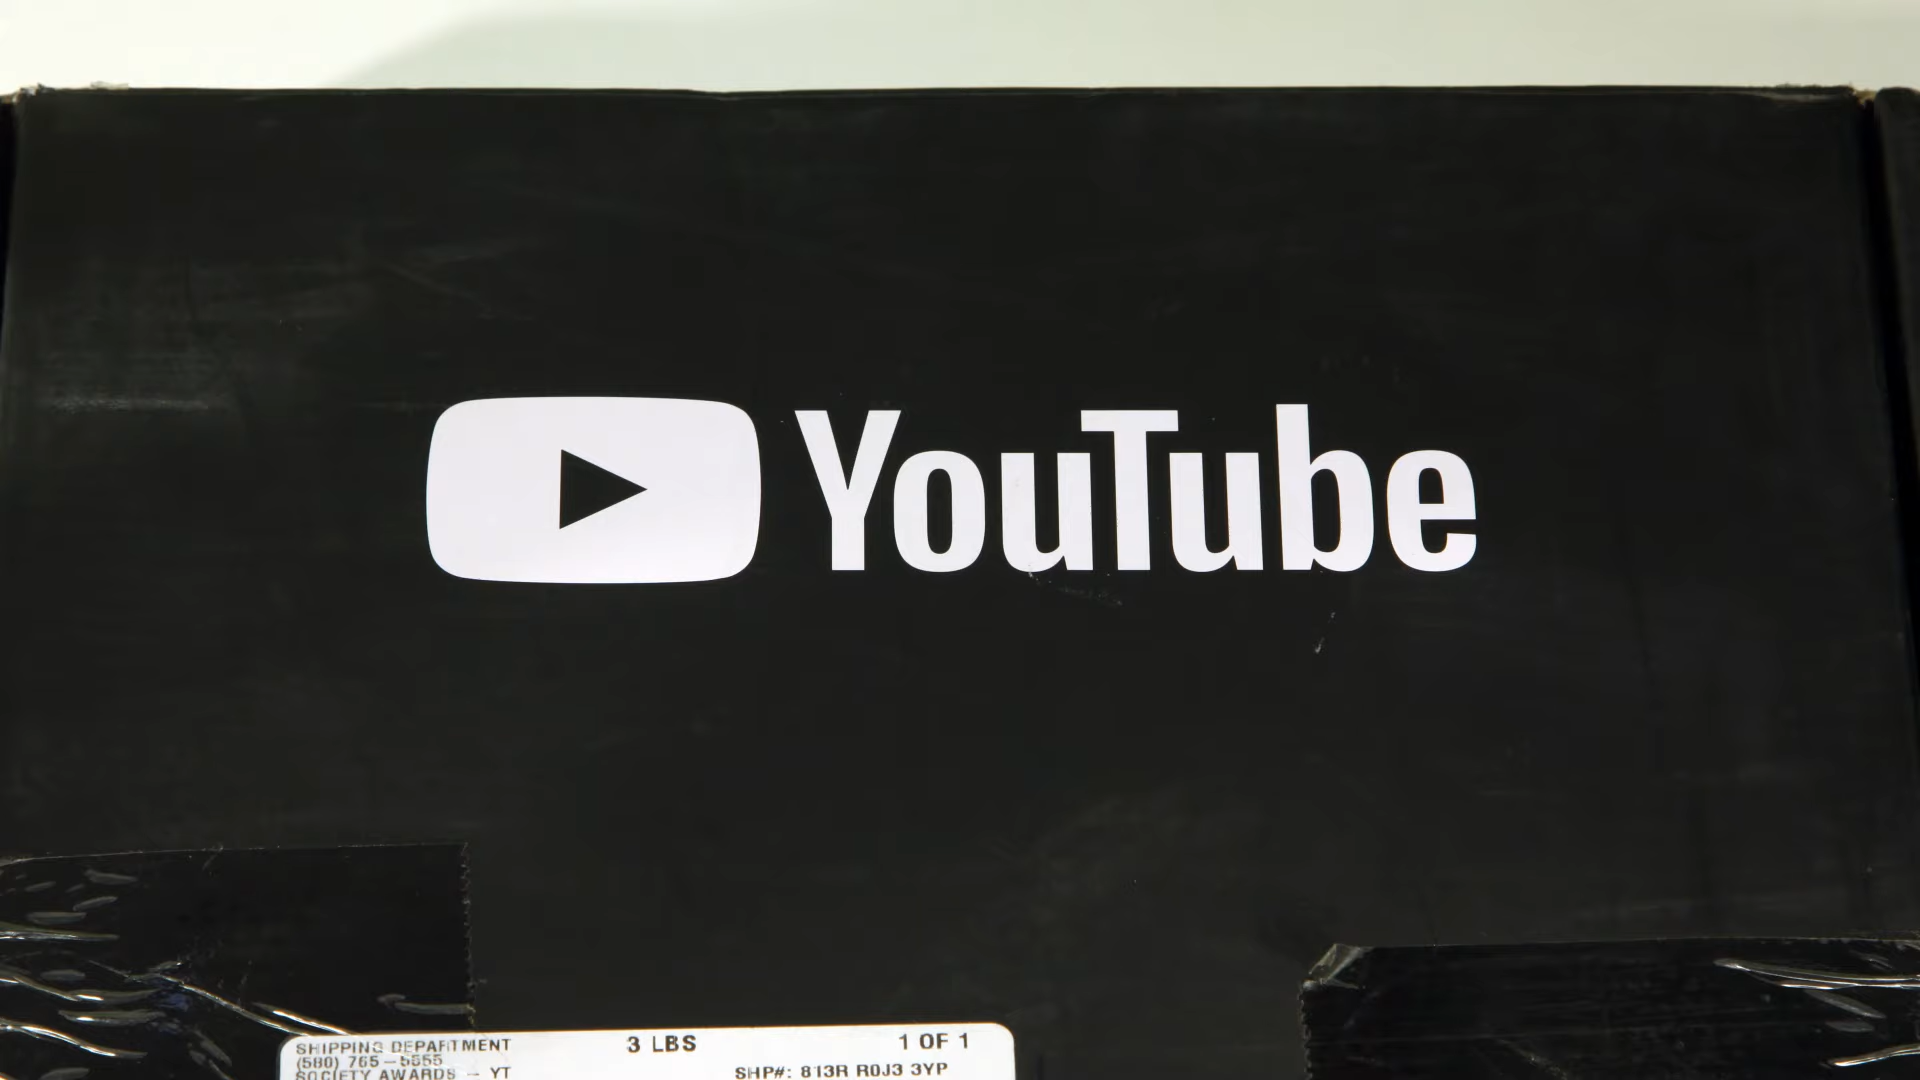 YouTube
SHIPPING DEPARTMENT 3 LBS 1 OF 1
(580) 765-5555
SOCIETY AWARDS - YT SHP#: 813R R0J3 3YP